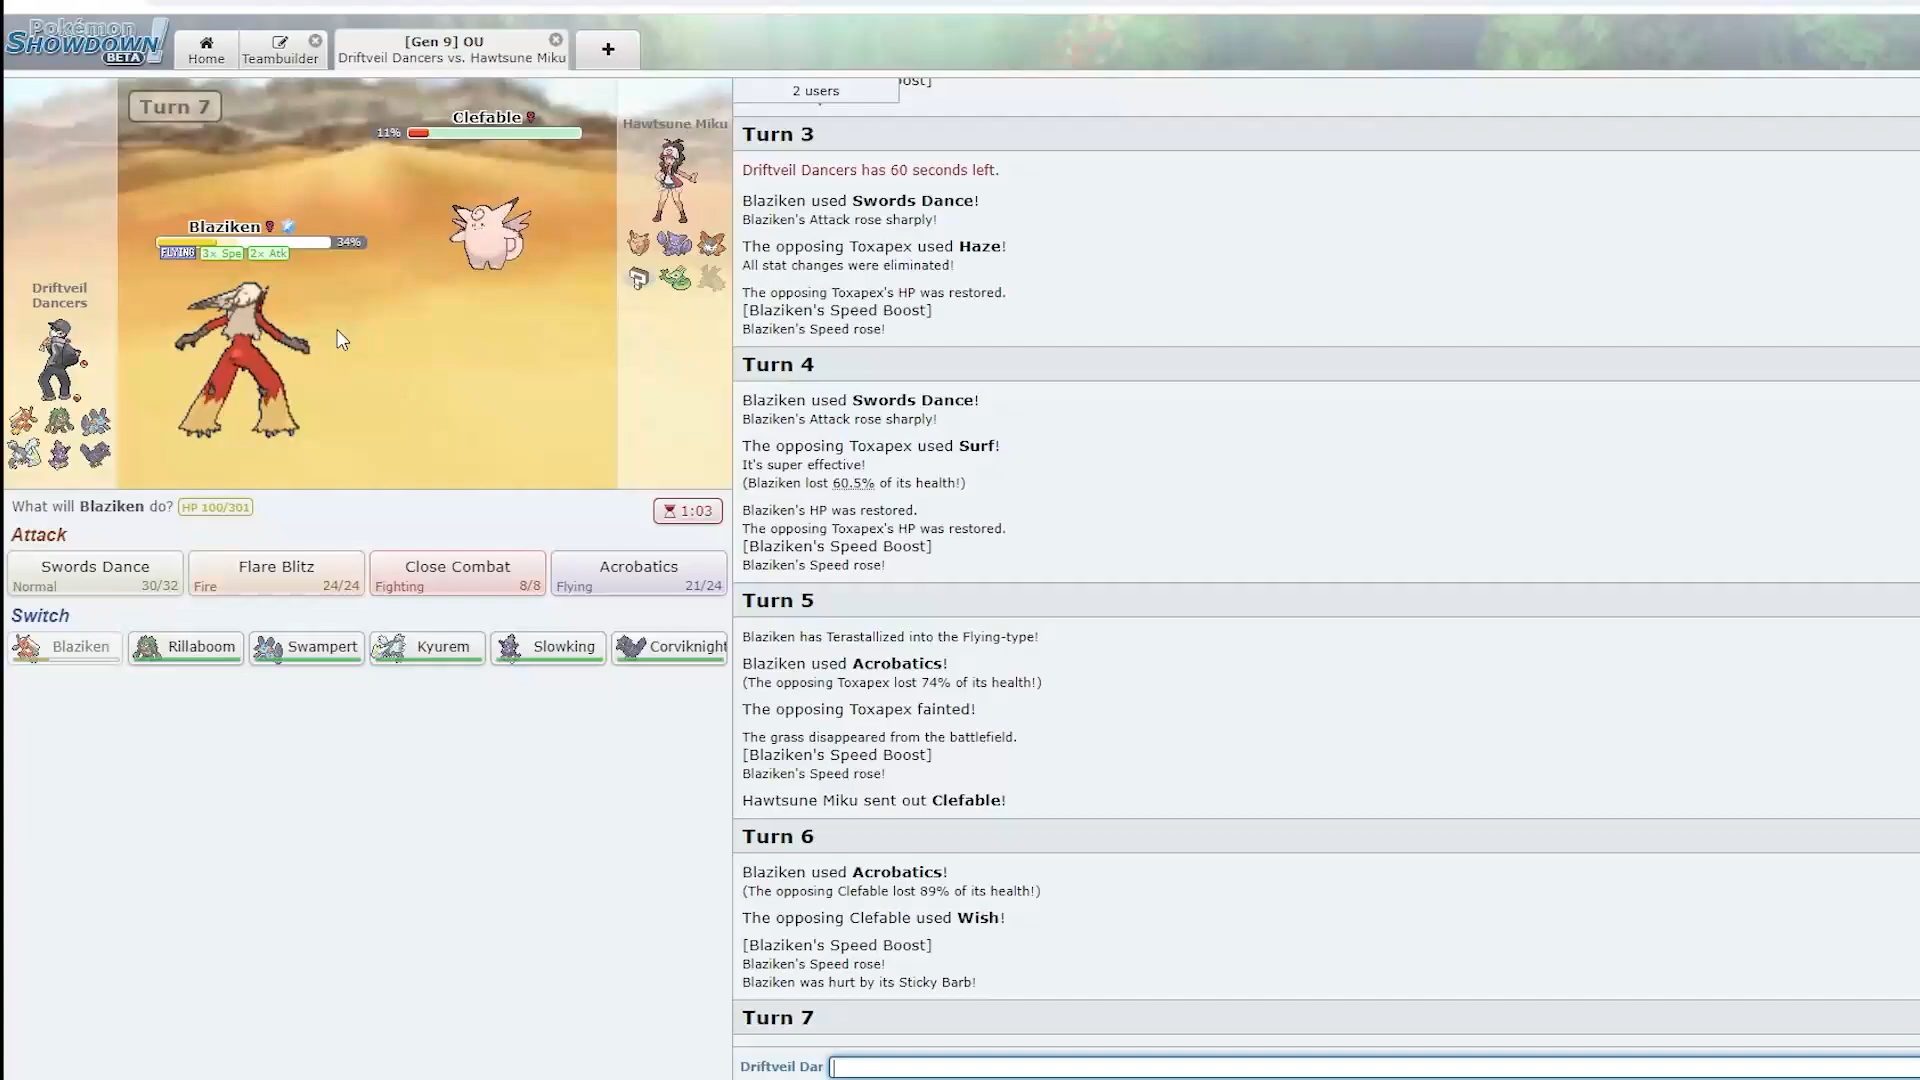 Pokémon
SHOWDOWN!
BETA
Home
Teambuilder
[Gen 9] OU
Driftveil Dancers vs. Hawtsune Miku
+
Turn 7
Clefable
11%
Hawtsune Miku
Blaziken
34%
FLYING 3x Spe 2x Atk
Driftveil
Dancers
What will Blaziken do? HP 100/301
1:03
Attack
Swords Dance
Normal 30/32
Flare Blitz
Fire 24/24
Close Combat
Fighting 8/8
Acrobatics
Flying 21/24
Switch
Blaziken
Rillaboom
Swampert
Kyurem
Slowking
Corviknight
2 users
Turn 3
Driftveil Dancers has 60 seconds left.
Blaziken used Swords Dance!
Blaziken's Attack rose sharply!
The opposing Toxapex used Haze!
All stat changes were eliminated!
The opposing Toxapex's HP was restored.
[Blaziken's Speed Boost]
Blaziken's Speed rose!
Turn 4
Blaziken used Swords Dance!
Blaziken's Attack rose sharply!
The opposing Toxapex used Surf!
It's super effective!
(Blaziken lost 60.5% of its health!)
Blaziken's HP was restored.
The opposing Toxapex's HP was restored.
[Blaziken's Speed Boost]
Blaziken's Speed rose!
Turn 5
Blaziken has Terastallized into the Flying-type!
Blaziken used Acrobatics!
(The opposing Toxapex lost 74% of its health!)
The opposing Toxapex fainted!
The grass disappeared from the battlefield.
[Blaziken's Speed Boost]
Blaziken's Speed rose!
Hawtsune Miku sent out Clefable!
Turn 6
Blaziken used Acrobatics!
(The opposing Clefable lost 89% of its health!)
The opposing Clefable used Wish!
[Blaziken's Speed Boost]
Blaziken's Speed rose!
Blaziken was hurt by its Sticky Barb!
Turn 7
Driftveil Dar